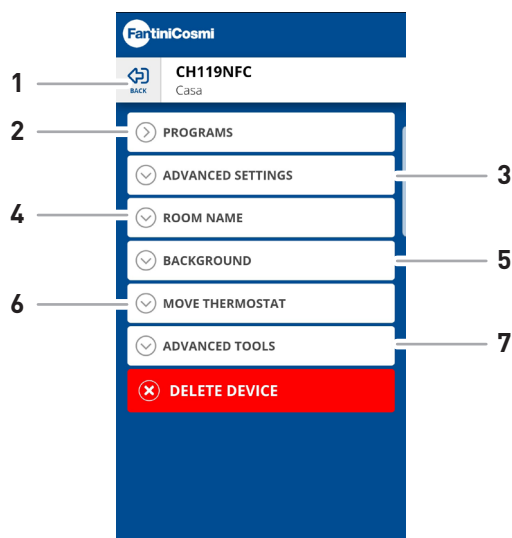 FantiniCosmi
1
BACK
CH119NFC
Casa
2
PROGRAMS
ADVANCED SETTINGS
3
4
ROOM NAME
BACKGROUND
5
6
MOVE THERMOSTAT
ADVANCED TOOLS
7
DELETE DEVICE